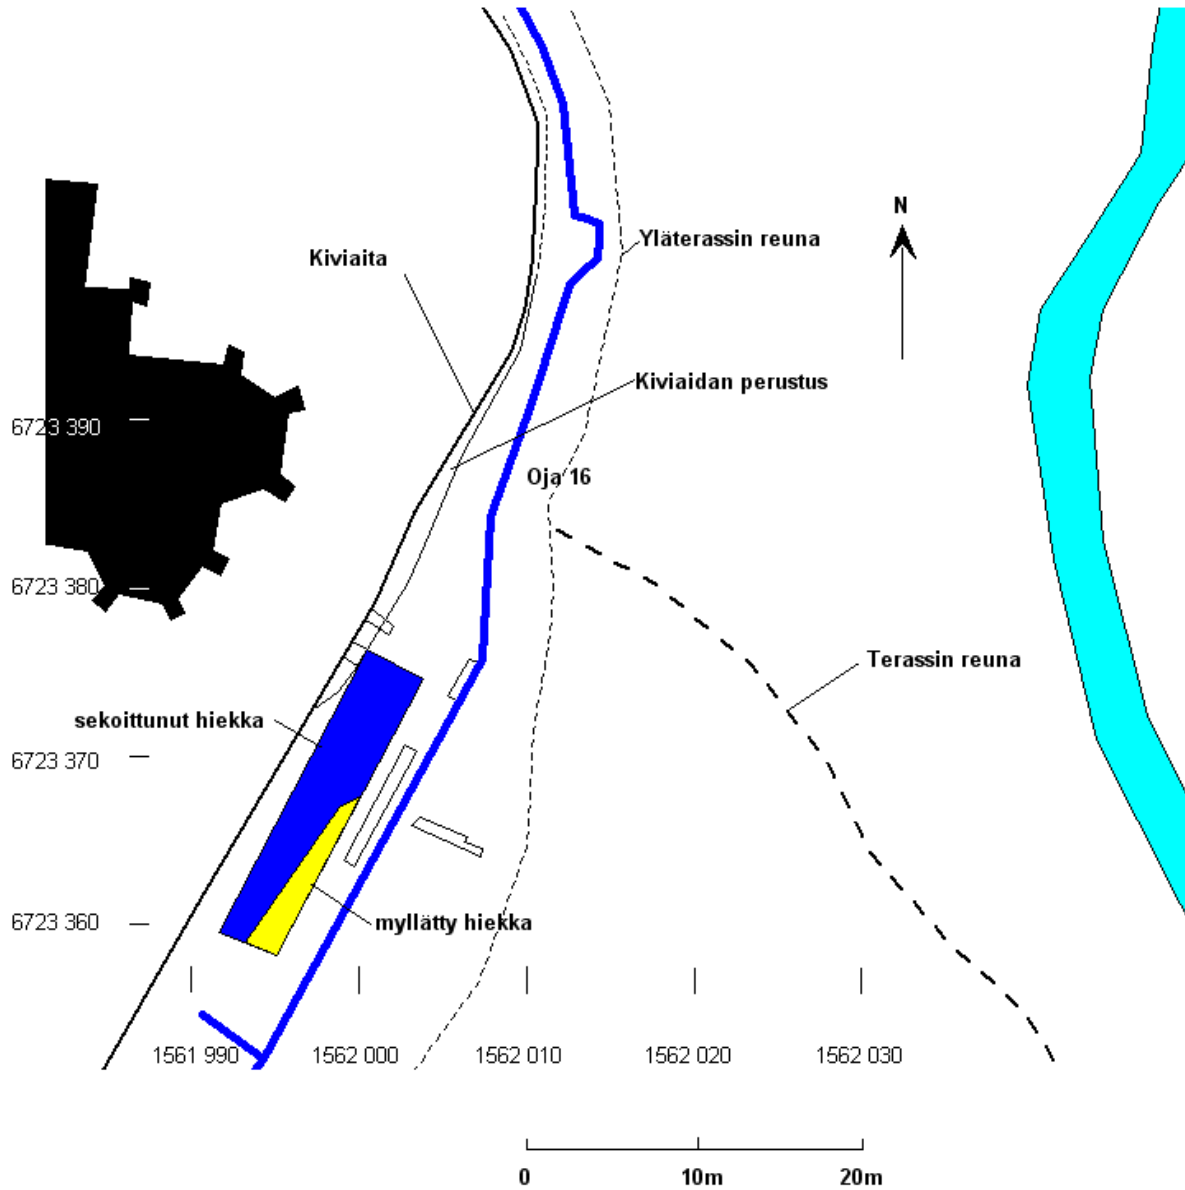 N
Yläterassin reuna
Kiviaita
Kiviaidan perustus
6723 390
Oja 16
6723 380
Terassin reuna
sekoittunut hiekka
6723 370
6723 360
myllätty hiekka
1561 990
1562 000
1562 010
1562 020
1562 030
0
10m
20m